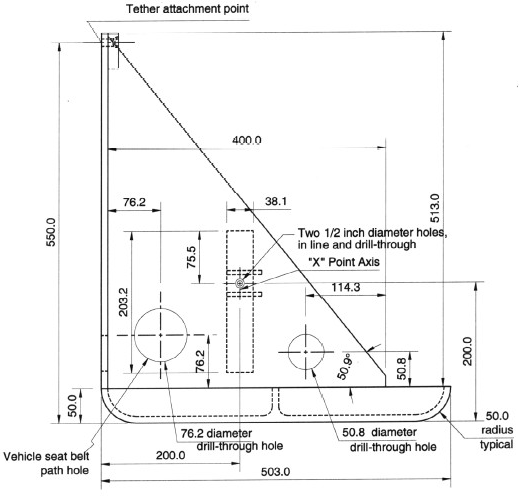 Tether attachment point
400.0
76.2
38.1
550.0
513.0
Two 1/2 inch diameter holes,
in line and drill-through
"X" Point Axis
75.5
203.2
114.3
76.2
50.9°
50.8
200.0
50.0
76.2 diameter
drill-through hole
50.8 diameter
drill-through hole
50.0
radius
typical
Vehicle seat belt
path hole
200.0
503.0